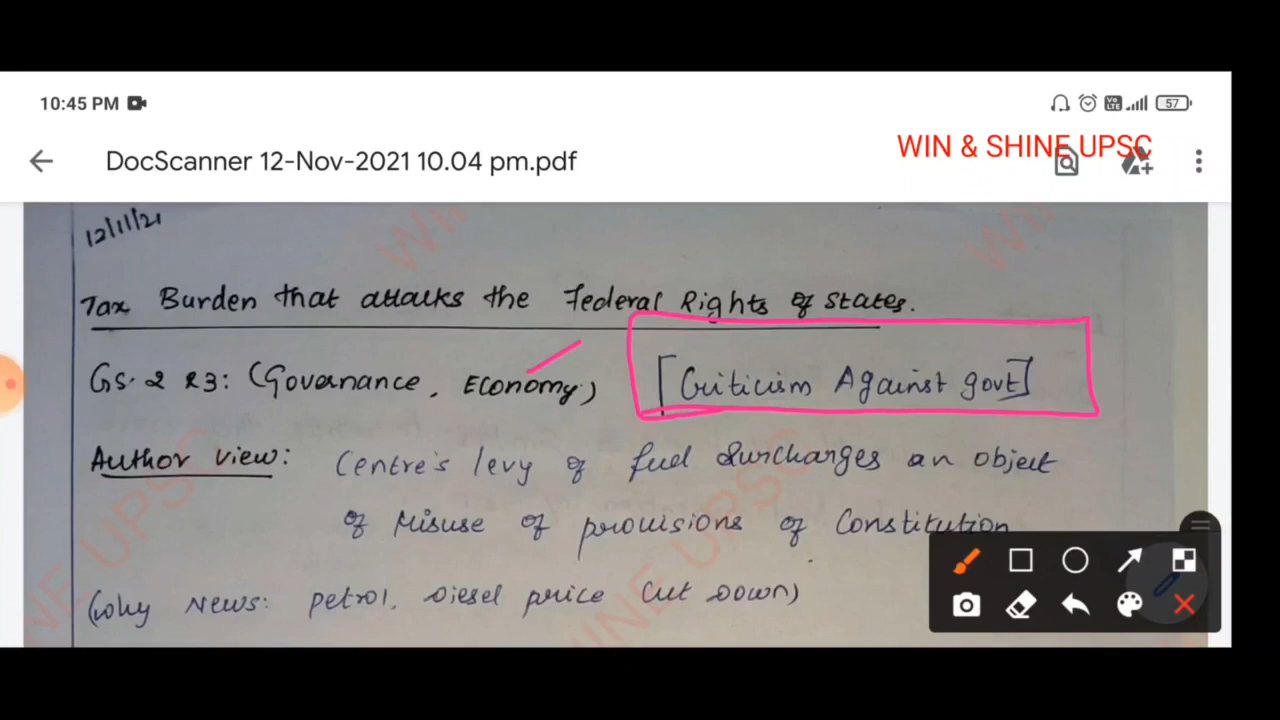 10:45 PM
57
WIN & SHINE UPSC
DocScanner 12-Nov-2021 10.04 pm.pdf
12/11/21
Tax Burden that attacks the Federal Rights of States.
GS. 2 & 3: (Governance, Economy) [Criticism Against govt]
Author view: Centre's levy of fuel surcharges an object
of Misuse of provisions of Constitution
(Why News: petrol, Diesel price Cut Down)